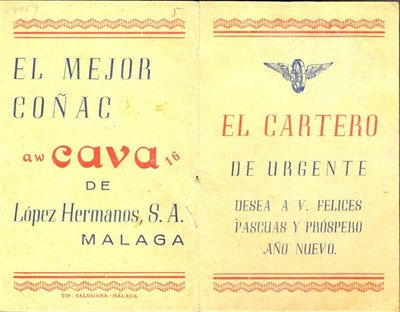 EL MEJOR
COÑAC
aw cava 16
DE
López Hermanos, S. A.
MALAGA
TIP. SALESIANA-MALAGA
EL CARTERO
DE URGENTE
DESEA A V. FELICES
PASCUAS Y PRÓSPERO
AÑO NUEVO.